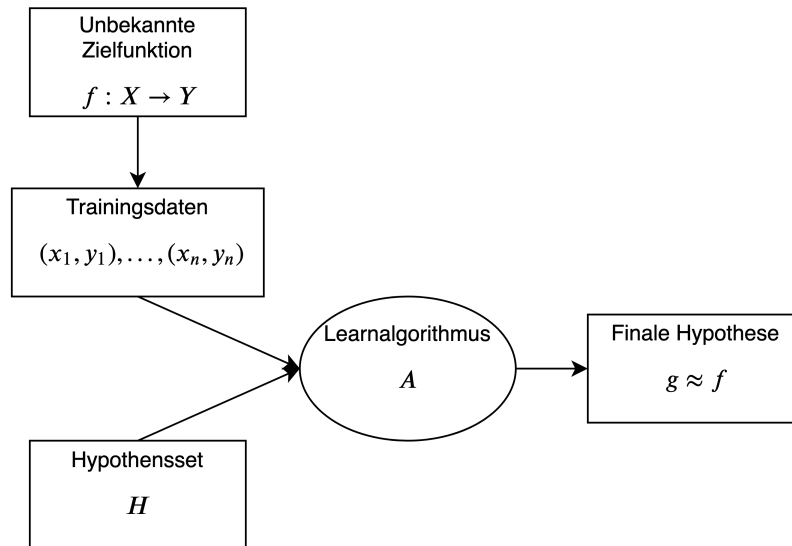 Unbekannte
Zielfunktion
f : X → Y
Trainingsdaten
(x₁, y₁), . . . , (xₙ, yₙ)
Learnalgorithmus
A
Finale Hypothese
g ≈ f
Hypothensset
H